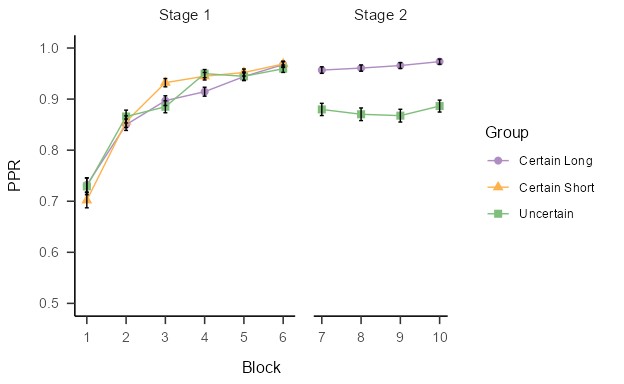 Stage 1 Stage 2
1.0
0.9
0.8
0.7
0.6
0.5
PPR
1 2 3 4 5 6 7 8 9 10
Block
Group
Certain Long
Certain Short
Uncertain